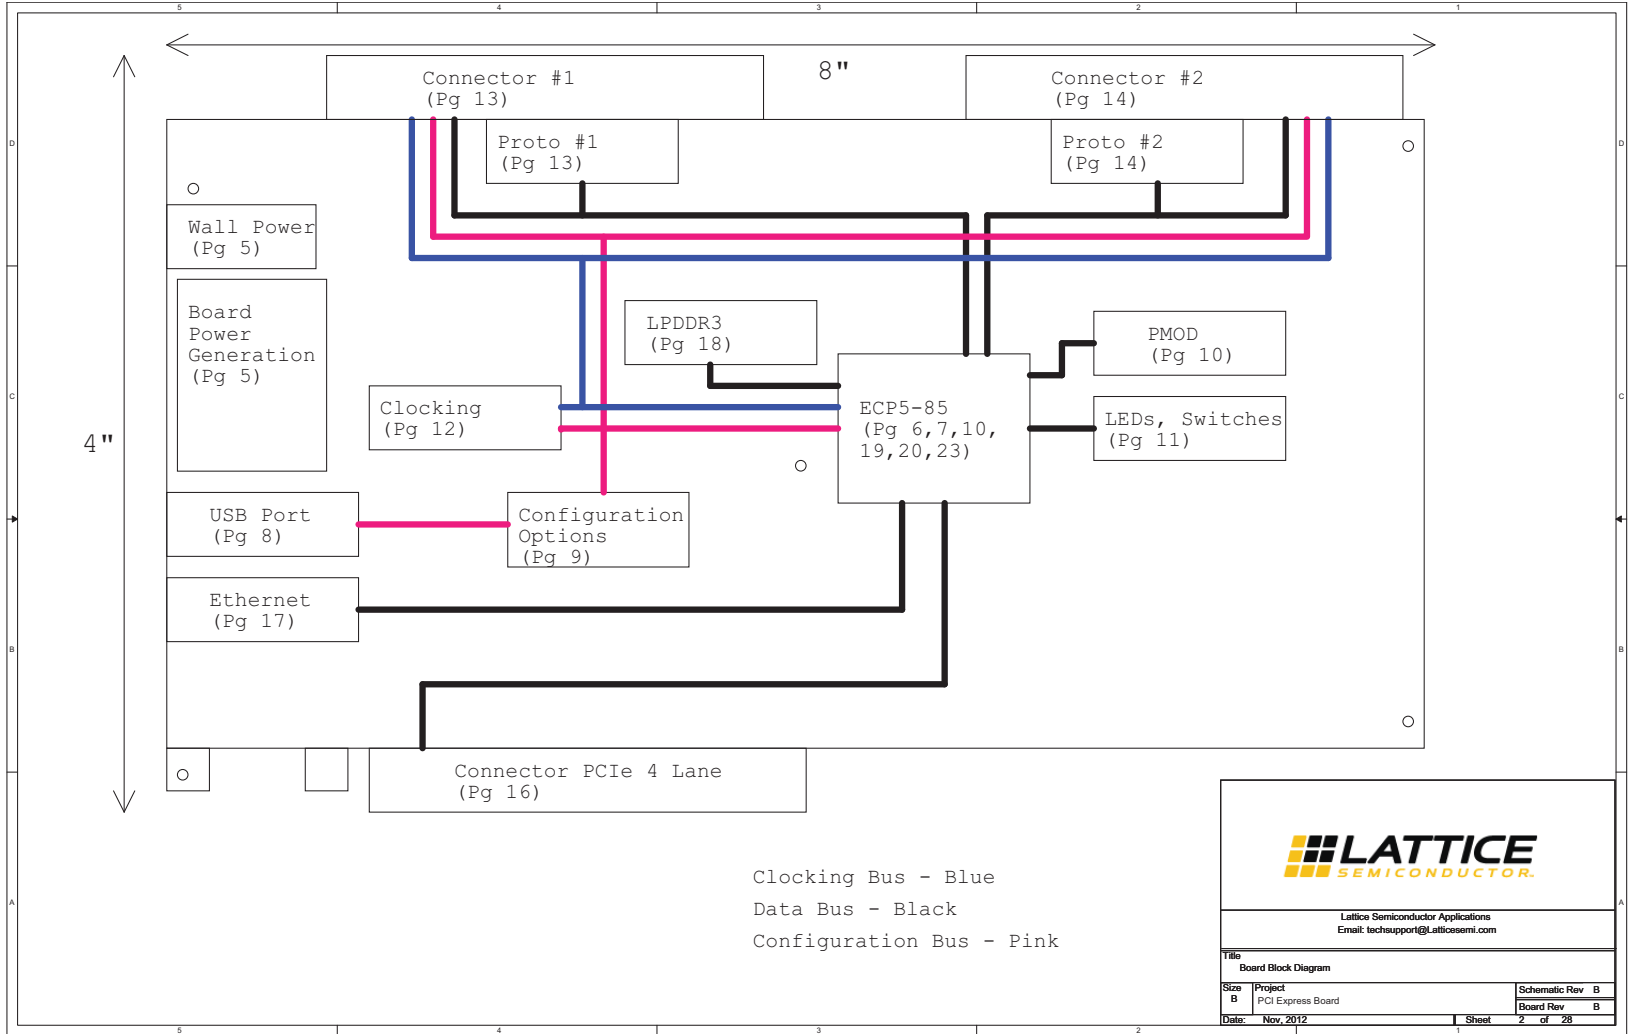 5 4 3 2 1
8"
Connector #1
(Pg 13)
Connector #2
(Pg 14)
D D
Proto #1
(Pg 13)
Proto #2
(Pg 14)
Wall Power
(Pg 5)
Board
Power
Generation
(Pg 5)
LPDDR3
(Pg 18)
PMOD
(Pg 10)
C C
Clocking
(Pg 12)
ECP5-85
(Pg 6,7,10,
19,20,23)
LEDs, Switches
(Pg 11)
4"
USB Port
(Pg 8)
Configuration
Options
(Pg 9)
Ethernet
(Pg 17)
B B
Connector PCIe 4 Lane
(Pg 16)
Clocking Bus - Blue
Data Bus - Black
Configuration Bus - Pink
A A
LATTICE
SEMICONDUCTOR.
Lattice Semiconductor Applications
Email: techsupport@Latticesemi.com
Title
Board Block Diagram
Size Project Schematic Rev B
B PCI Express Board
Board Rev B
Date: Nov, 2012 Sheet 2 of 28
5 4 3 2 1